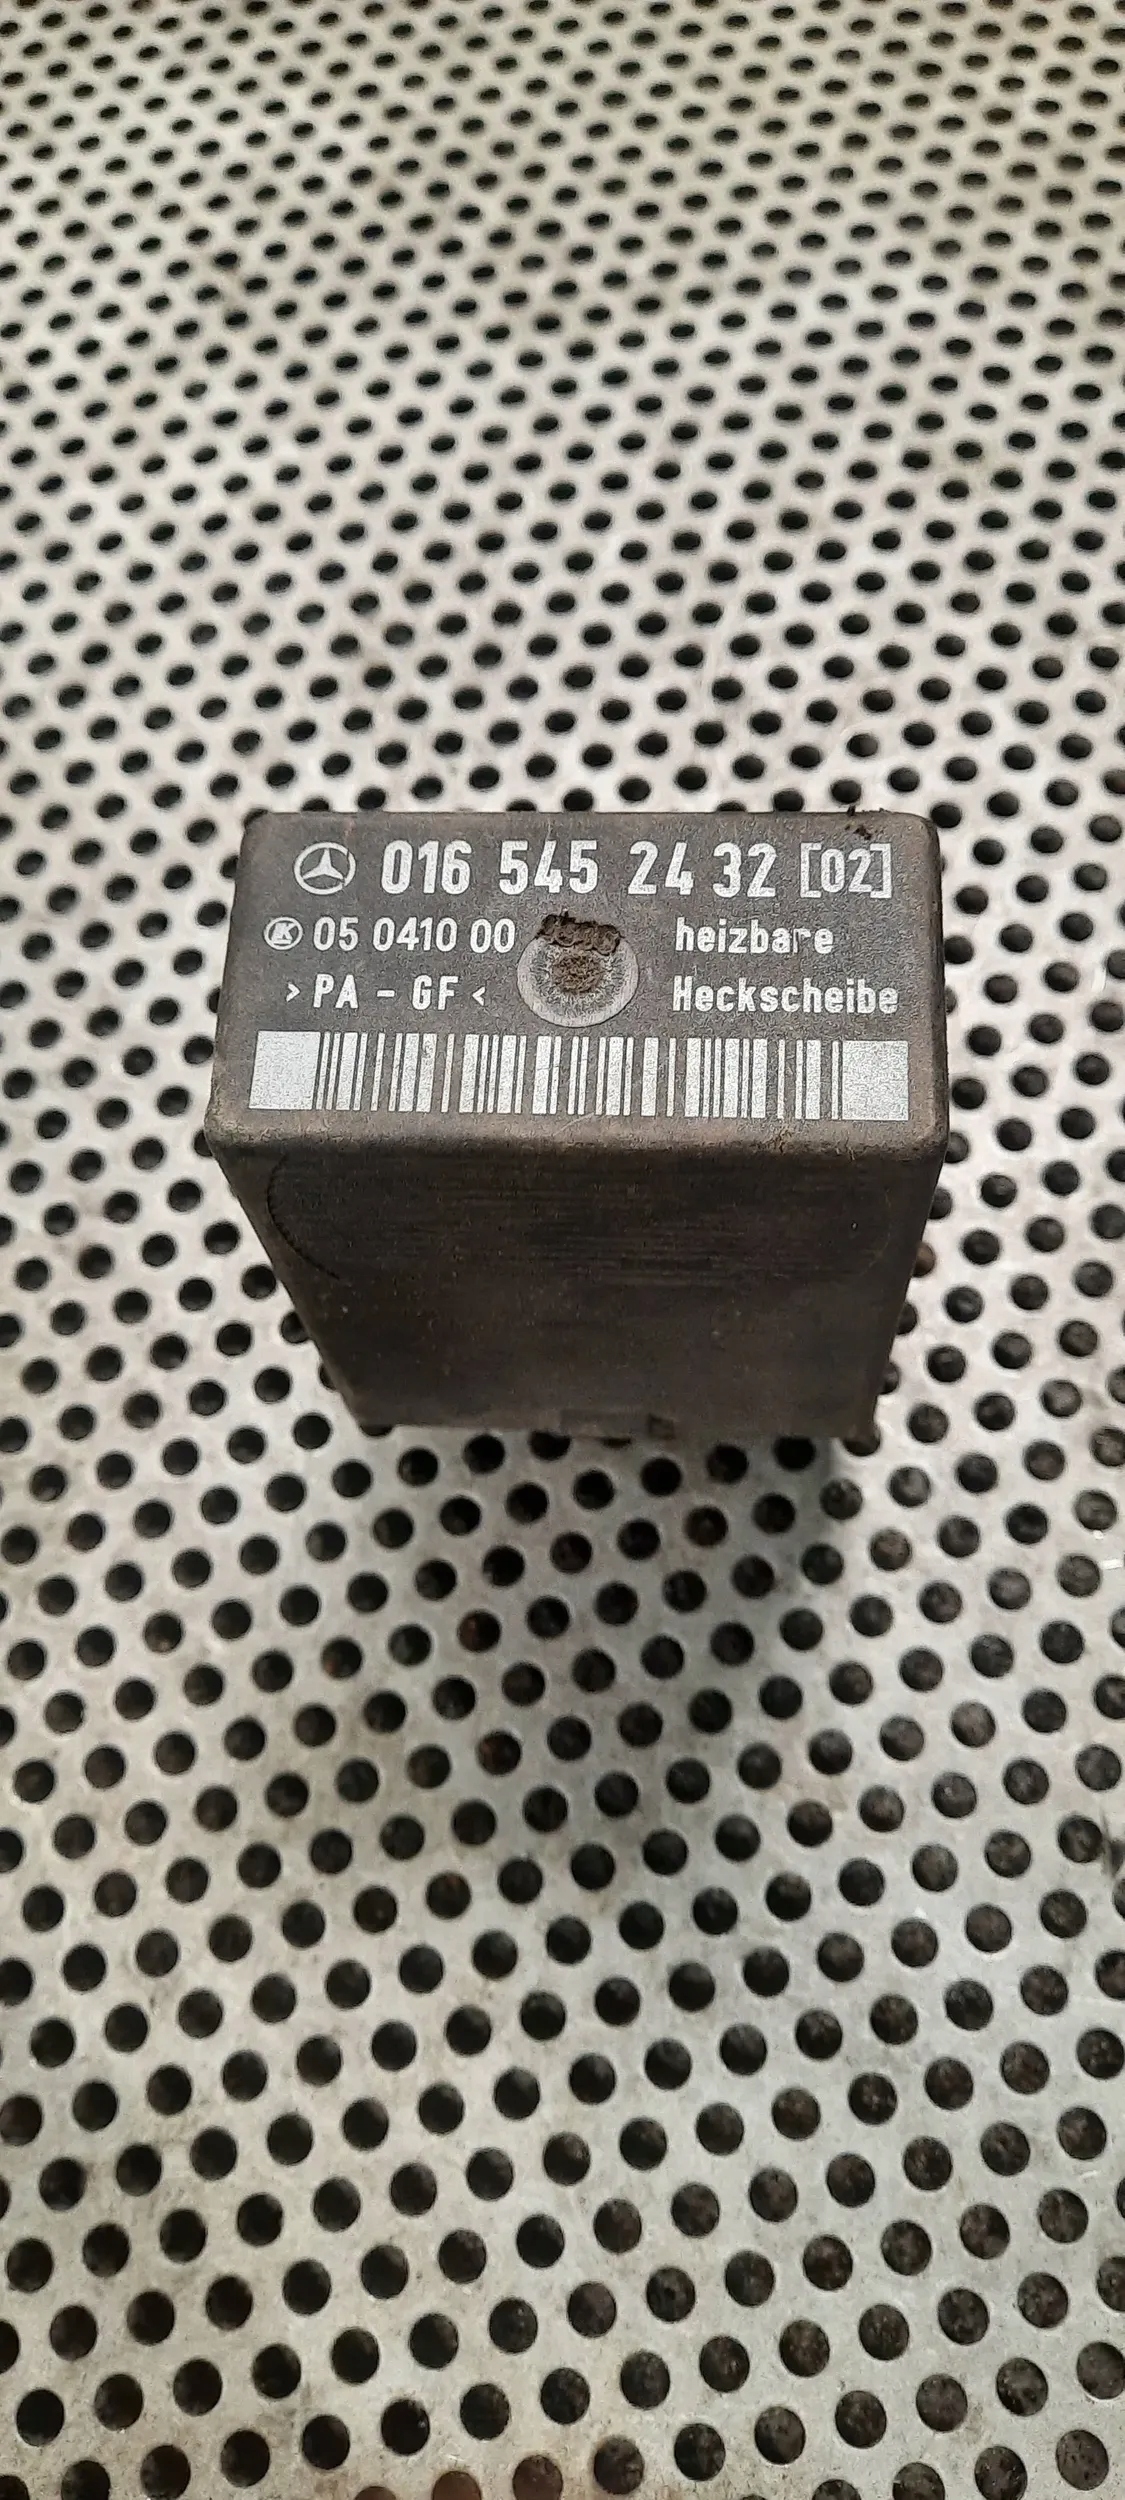 016 545 24 32 [02]
05 0410 00 heizbare
>PA - GF< Heckscheibe